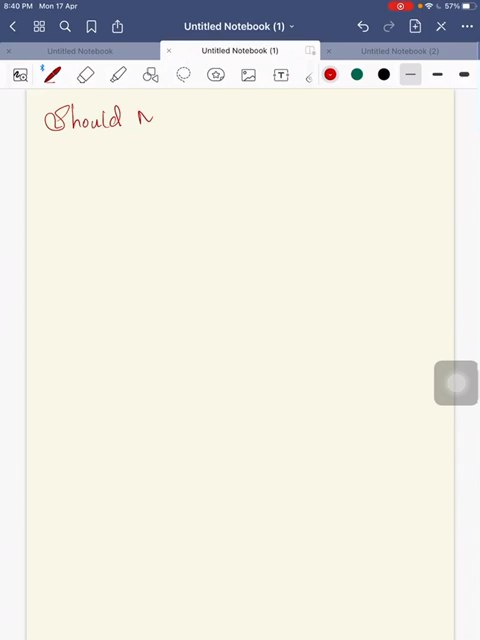 8:40 PM Mon 17 Apr 57%
Untitled Notebook (1)
Untitled Notebook
Untitled Notebook (1)
Untitled Notebook (2)
T
Should N